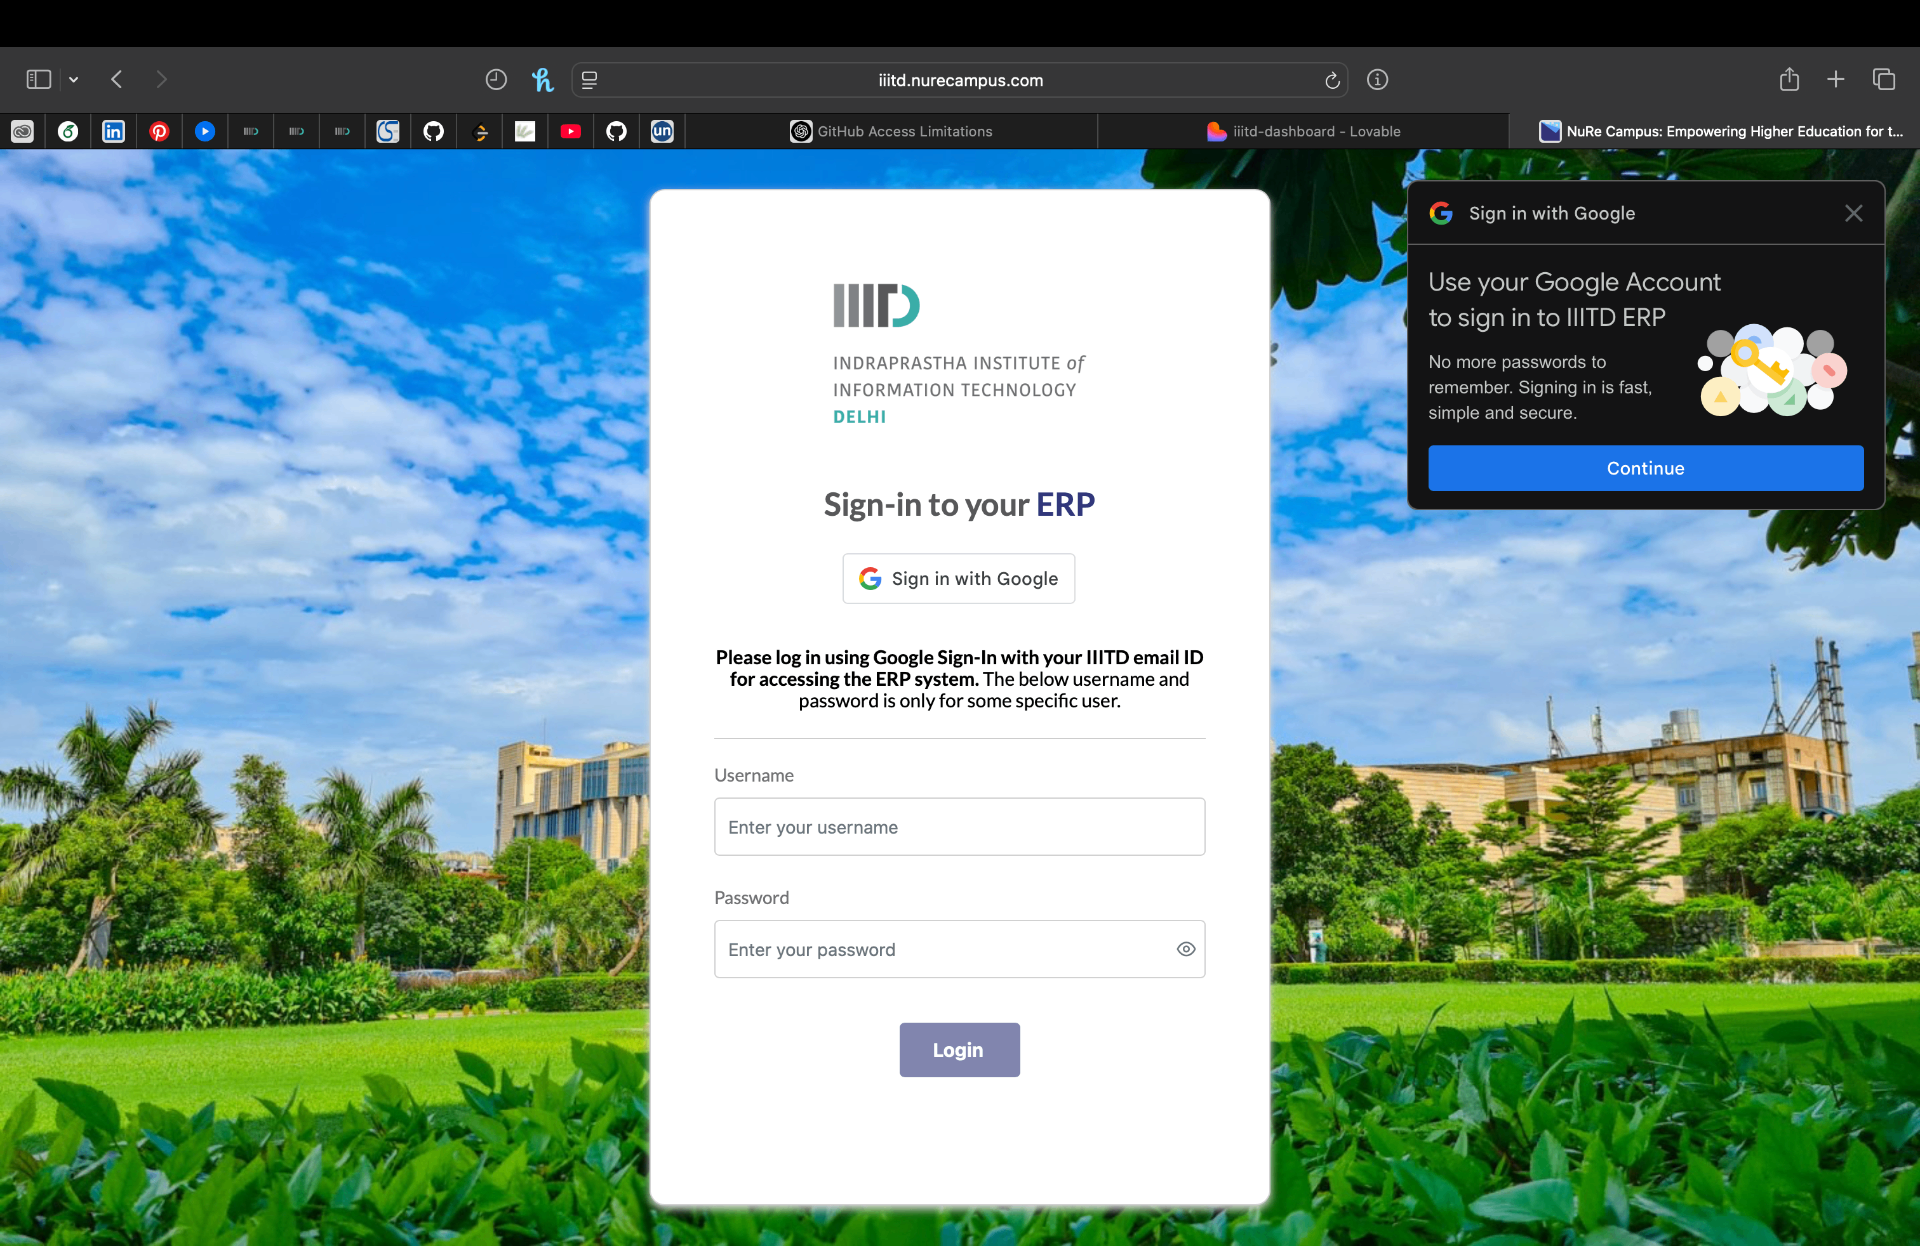 iiitd.nurecampus.com
GitHub Access Limitations
iiitd-dashboard - Lovable
NuRe Campus: Empowering Higher Education for t...
IIITD
INDRAPRASTHA INSTITUTE of
INFORMATION TECHNOLOGY
DELHI
Sign-in to your ERP
Sign in with Google
Please log in using Google Sign-In with your IIITD email ID
for accessing the ERP system. The below username and
password is only for some specific user.
Username
Enter your username
Password
Enter your password
Login
Sign in with Google
Use your Google Account
to sign in to IIITD ERP
No more passwords to
remember. Signing in is fast,
simple and secure.
Continue